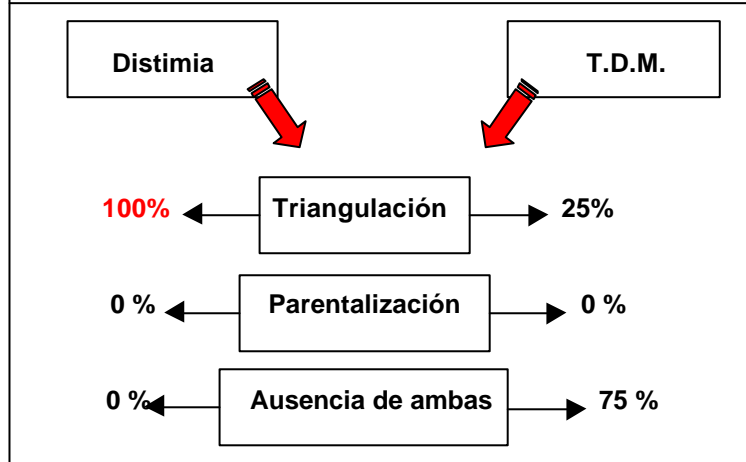 Distimia T.D.M.
100% Triangulación 25%
0 % Parentalización 0 %
0 % Ausencia de ambas 75 %